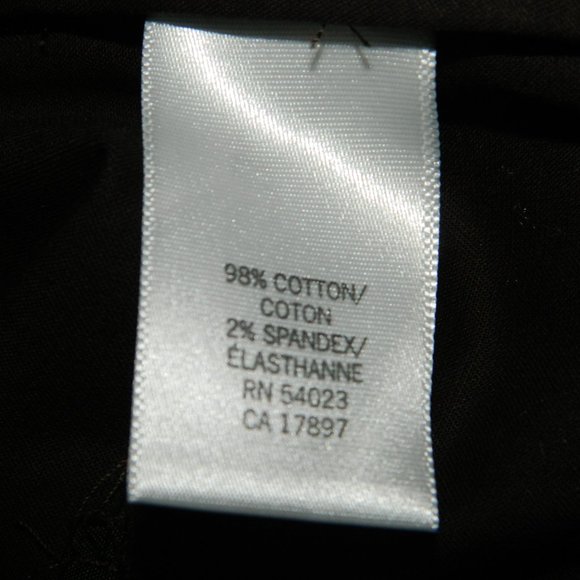 98% COTTON/
COTON
2% SPANDEX/
ÉLASTHANNE
RN 54023
CA 17897